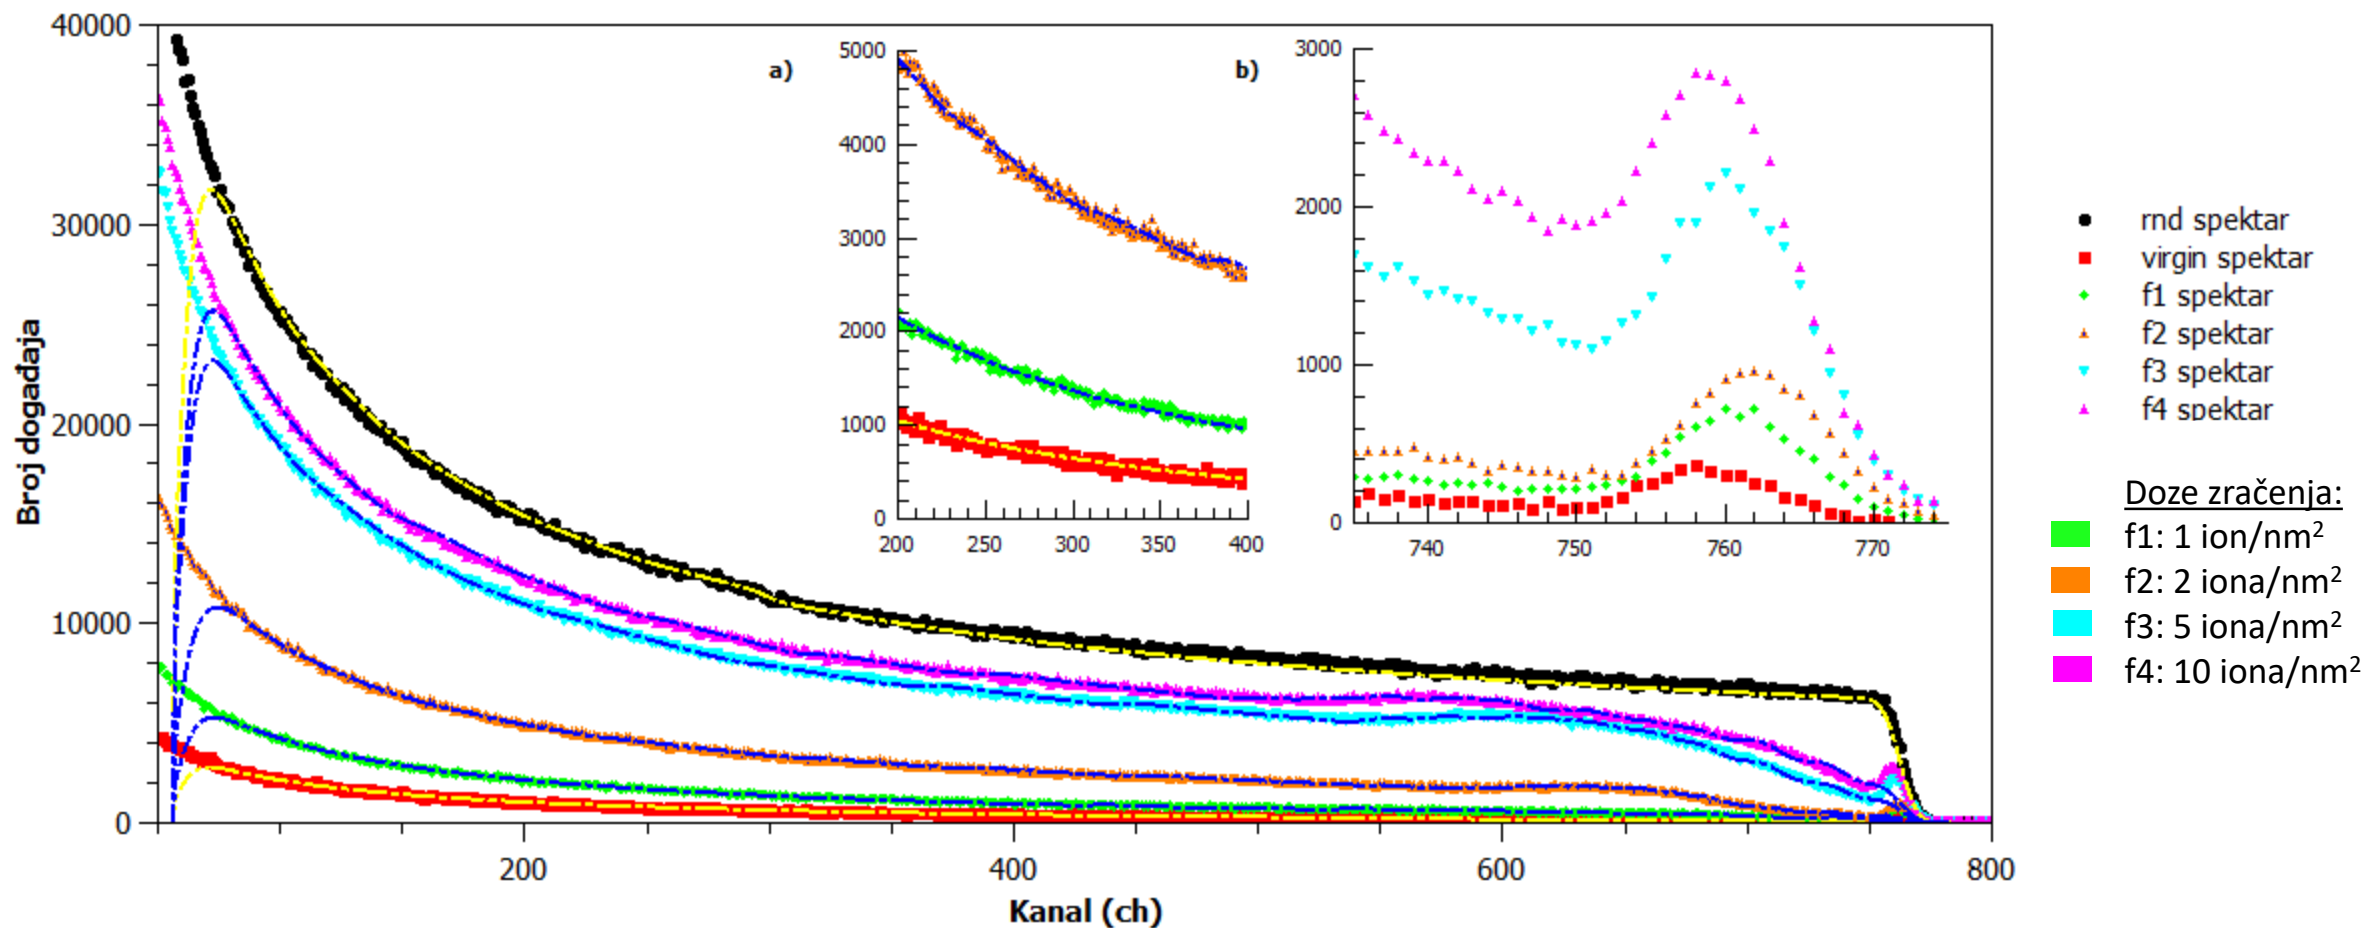 40000
30000
20000
10000
0
Broj događaja
200
400
600
800
Kanal (ch)
a)
5000
4000
3000
2000
1000
0
200
250
300
350
400
b)
3000
2000
1000
0
740
750
760
770
rnd spektar
virgin spektar
f1 spektar
f2 spektar
f3 spektar
f4 spektar
Doze zračenja:
f1: 1 ion/nm²
f2: 2 iona/nm²
f3: 5 iona/nm²
f4: 10 iona/nm²